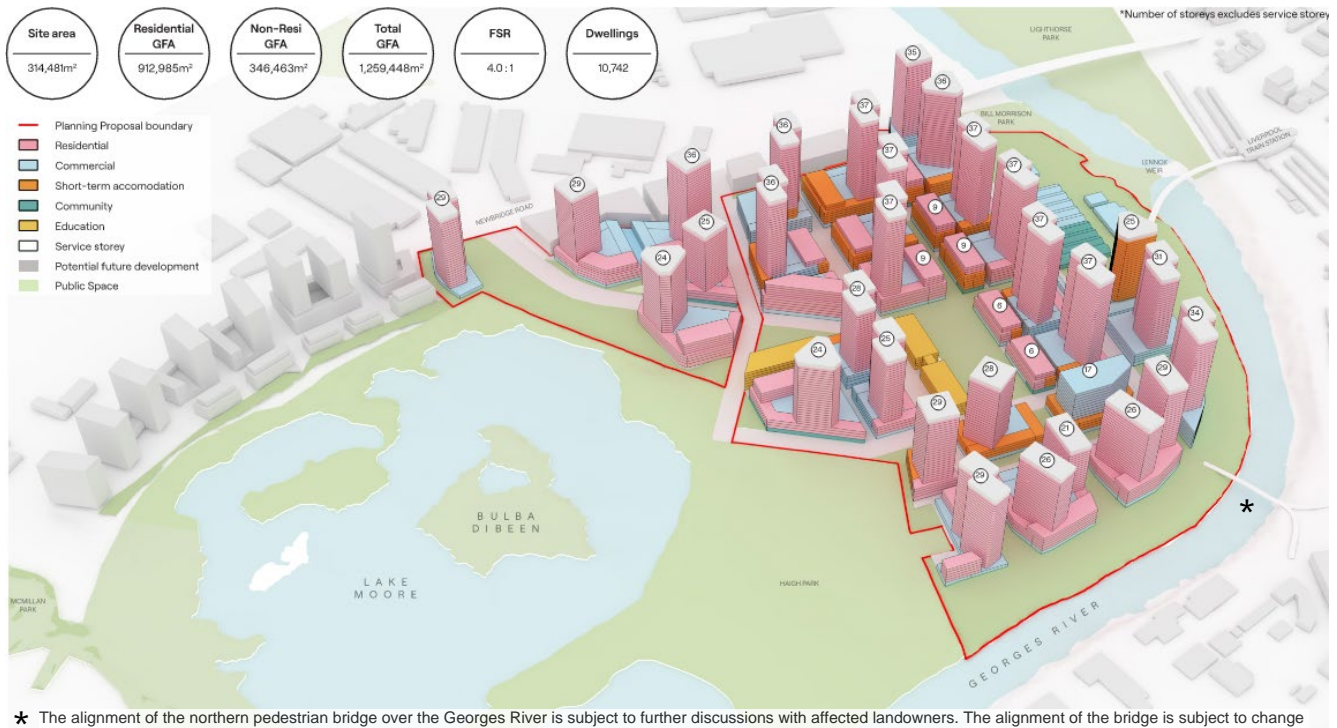 *Number of storeys excludes service storey
Site area
314,481m²
Residential
GFA
912,985m²
Non-Resi
GFA
346,463m²
Total
GFA
1,259,448m²
FSR
4.0 : 1
Dwellings
10,742
Planning Proposal boundary
Residential
Commercial
Short-term accomodation
Community
Education
Service storey
Potential future development
Public Space
LIGHTHORSE
PARK
BILL MORRISON
PARK
LIVERPOOL
TRAIN STATION
LENNOX
WEIR
NEWBRIDGE ROAD
35
36
37
36
37
37
36
37
29
29
36
37
9
37
25
25
9
37
31
24
9
28
6
34
25
24
6
17
28
29
29
26
21
29
26
BULBA
DIBEEN
LAKE
MOORE
HAIGH PARK
MCMILLAN
PARK
GEORGES RIVER
*
* The alignment of the northern pedestrian bridge over the Georges River is subject to further discussions with affected landowners. The alignment of the bridge is subject to change